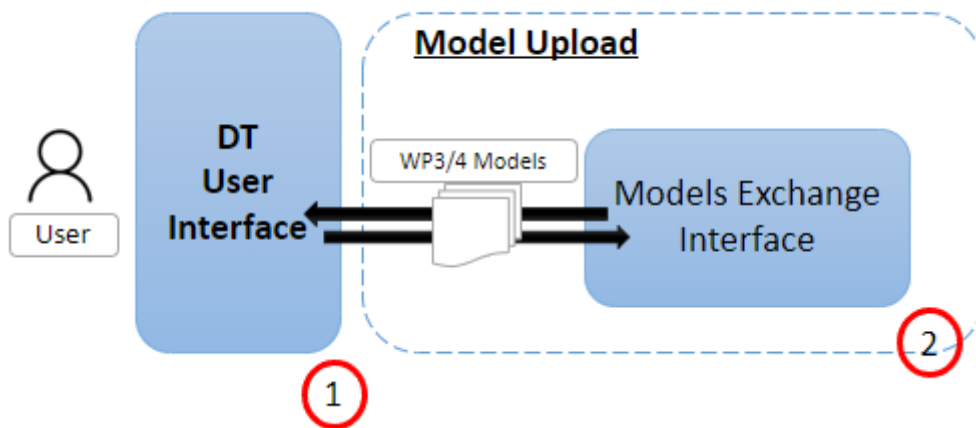 Model Upload
DT
User
Interface
User
WP3/4 Models
Models Exchange
Interface
1
2